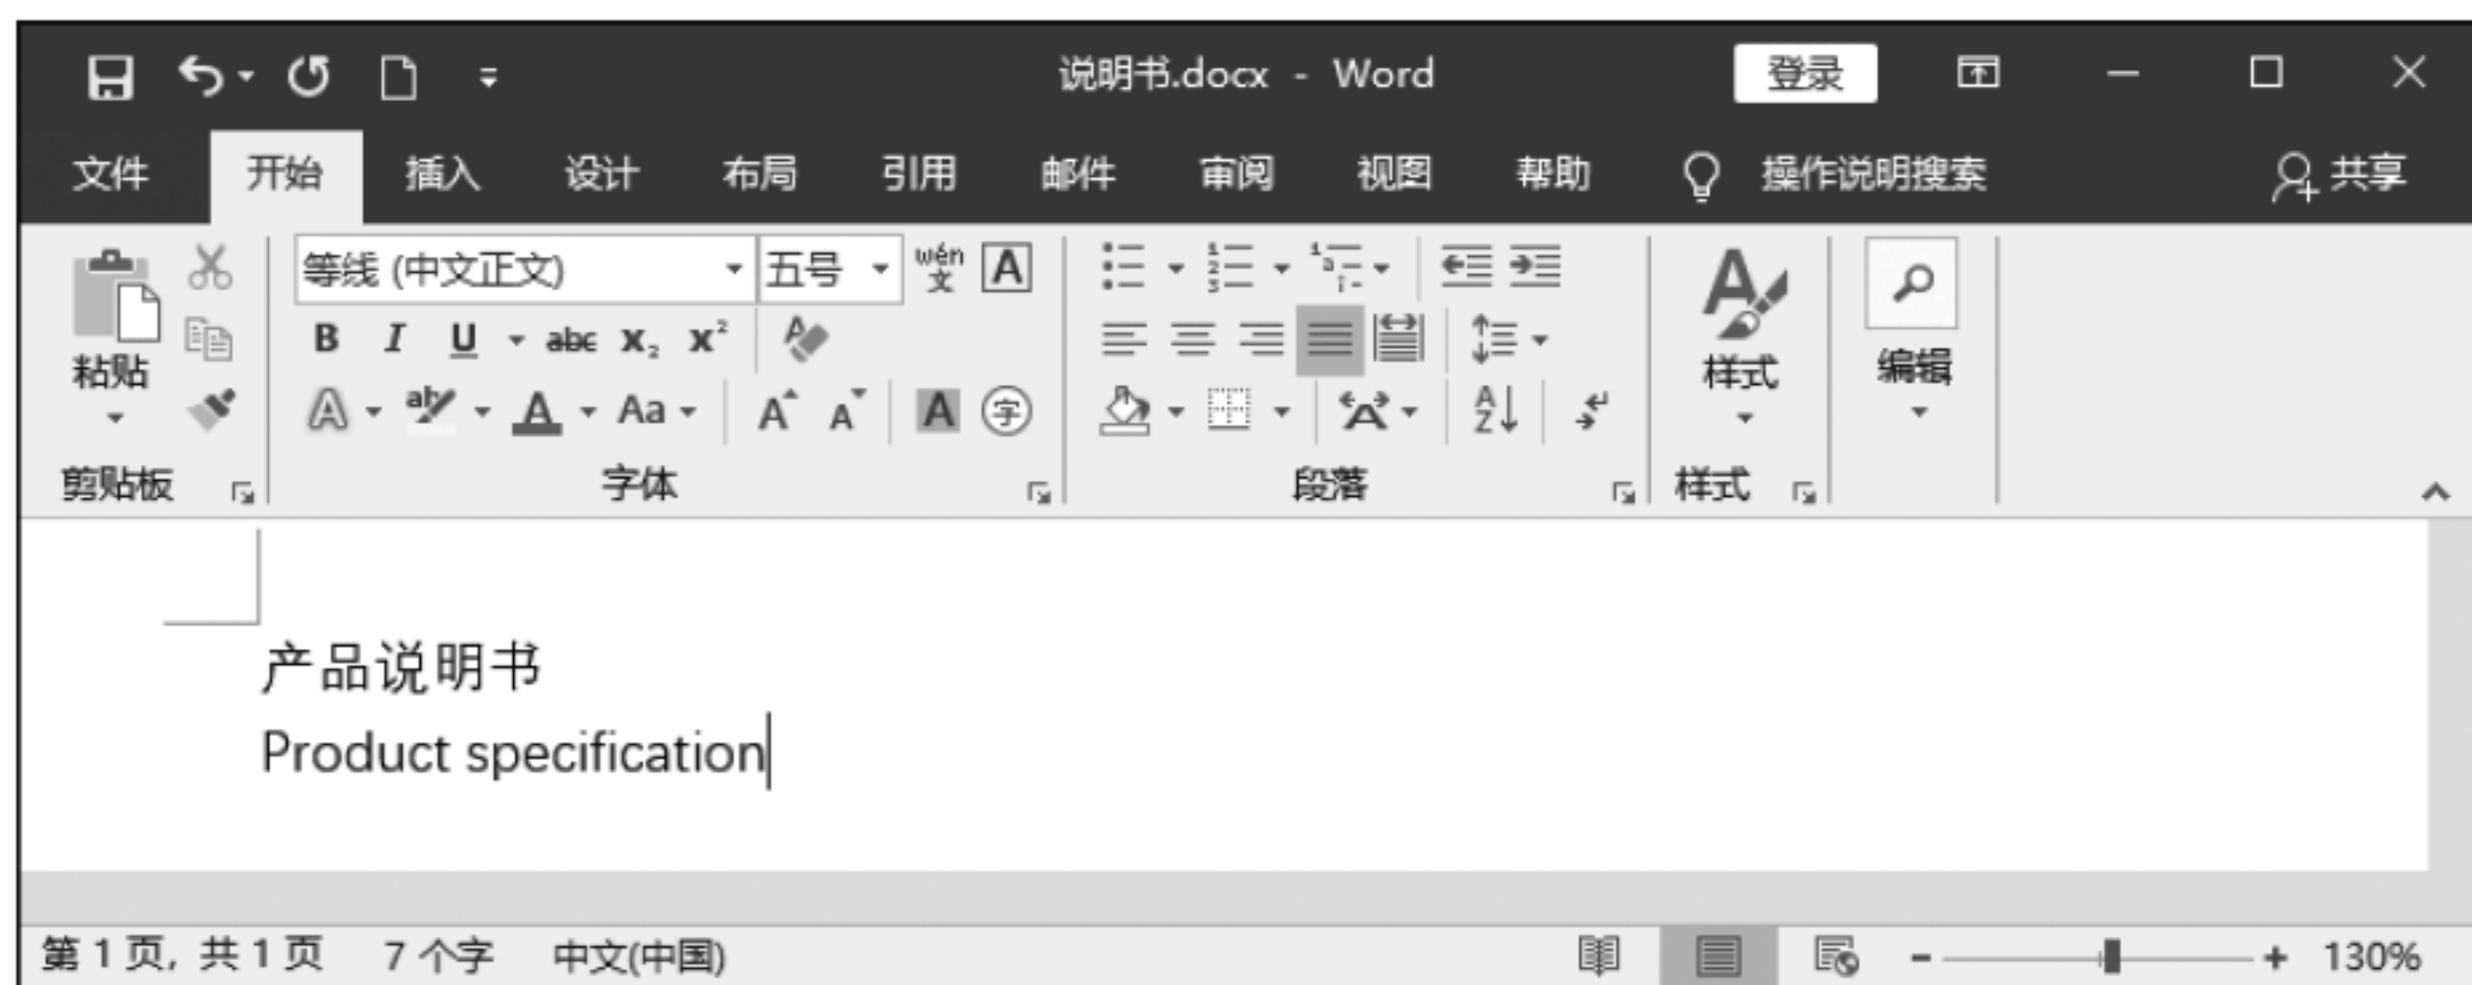 说明书.docx - Word 登录
文件 开始 插入 设计 布局 引用 邮件 审阅 视图 帮助 操作说明搜索 共享
等线 (中文正文) 五号 wén 文 A
粘贴 B I U abc x₂ x² A 样式 编辑
A ab A Aa A A A 字 A A Z
剪贴板 字体 段落 样式
产品说明书
Product specification
第 1 页, 共 1 页 7 个字 中文(中国) 130%